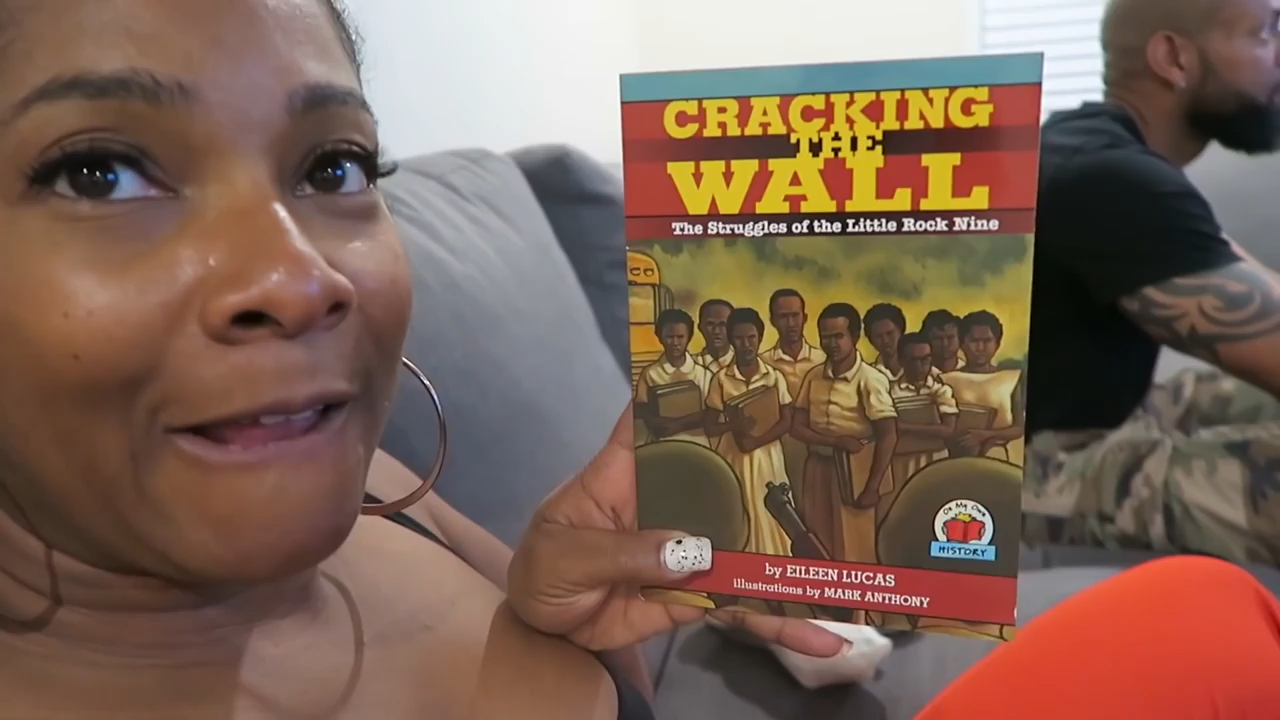 CRACKING
THE
WALL
The Struggles of the Little Rock Nine
On My Own
HISTORY
by EILEEN LUCAS
illustrations by MARK ANTHONY